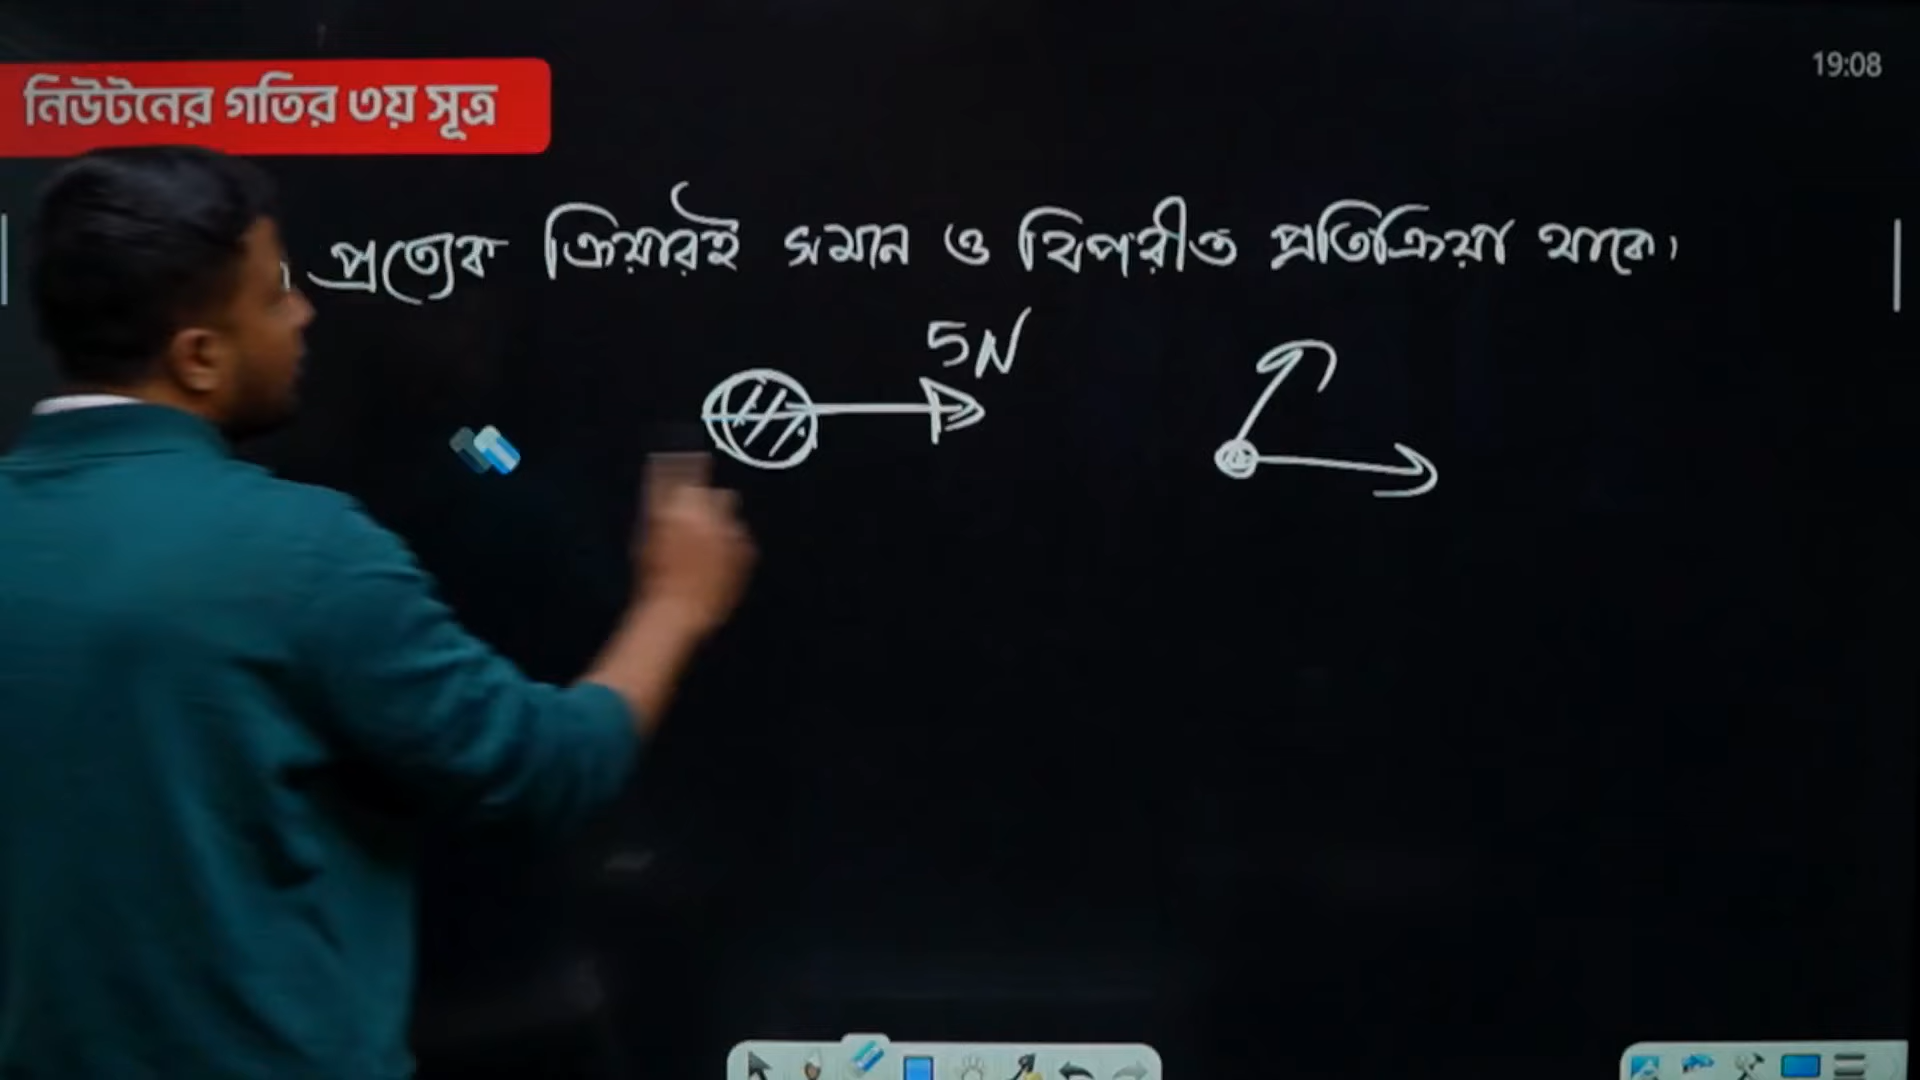 নিউটনের গতির ৩য় সূত্র
19:08
প্রত্যেক ক্রিয়ারই সমান ও বিপরীত প্রতিক্রিয়া থাকে।
5N